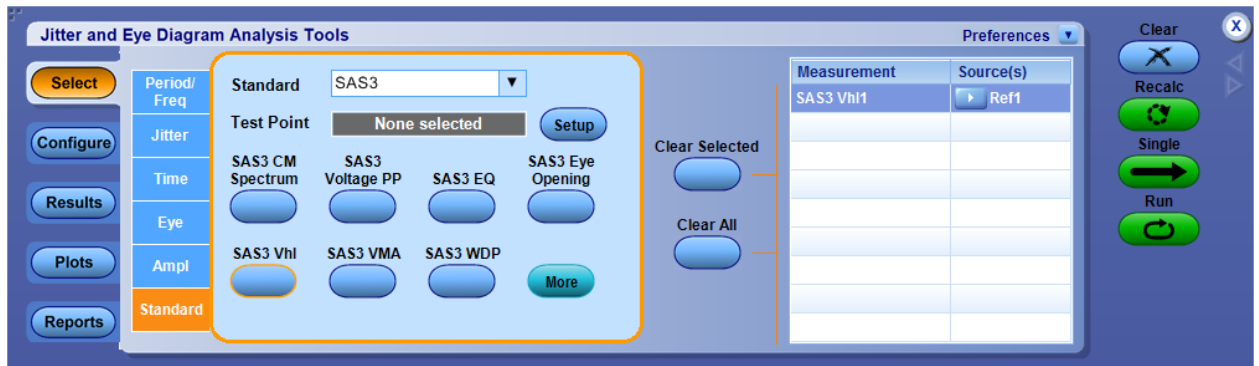 Jitter and Eye Diagram Analysis Tools
Preferences
Clear
X
Select
Configure
Results
Plots
Reports
Period/
Freq
Jitter
Time
Eye
Ampl
Standard
Standard
SAS3
Test Point
None selected
Setup
SAS3 CM
Spectrum
SAS3
Voltage PP
SAS3 EQ
SAS3 Eye
Opening
SAS3 Vhl
SAS3 VMA
SAS3 WDP
More
Clear Selected
Clear All
Measurement
Source(s)
SAS3 Vhl1
Ref1
Recalc
Single
Run